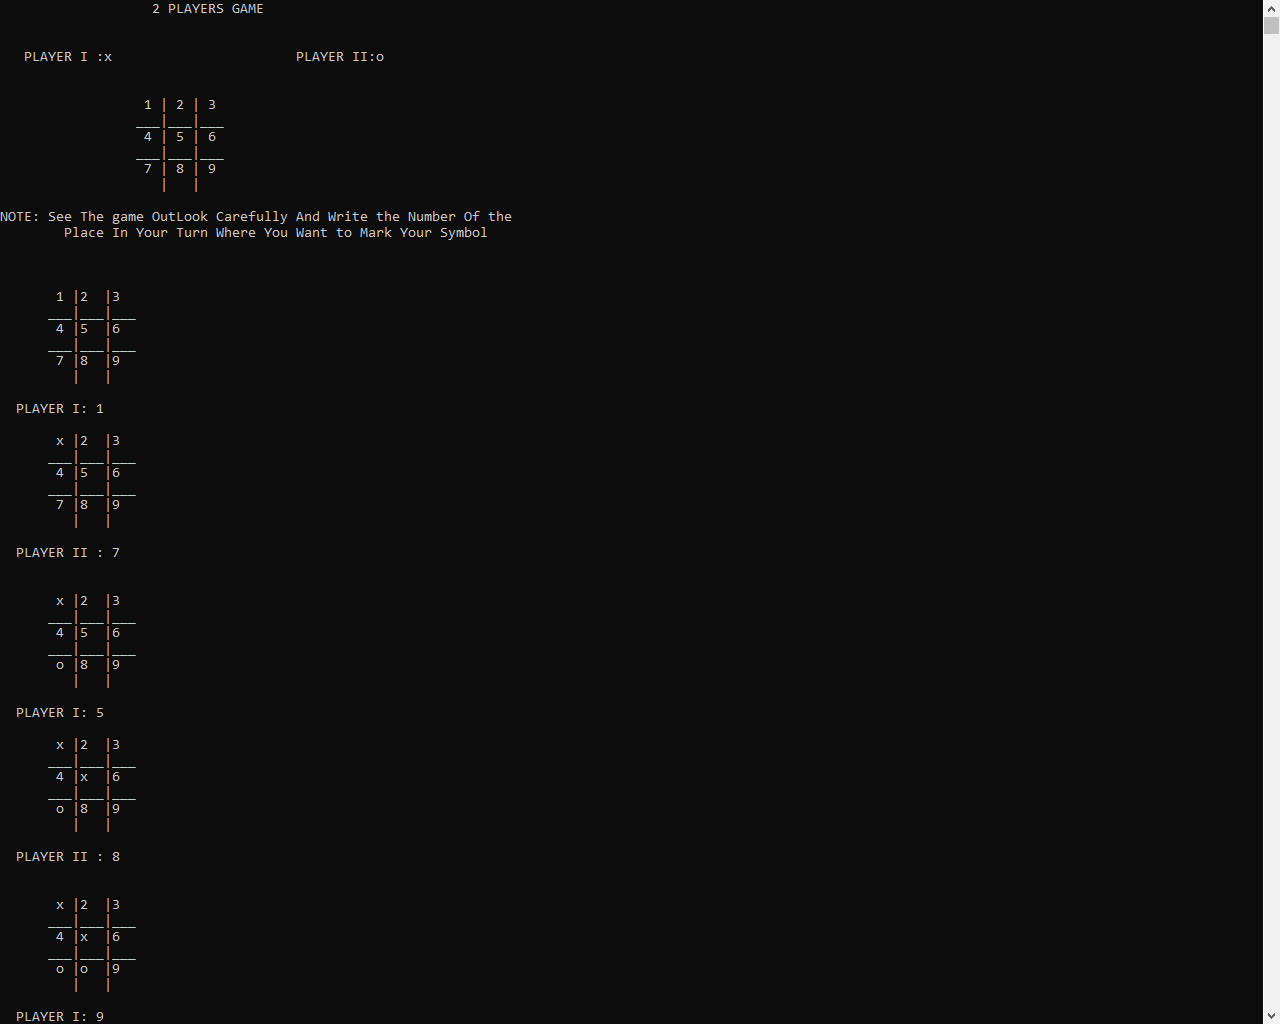 2 PLAYERS GAME
PLAYER I :x                       PLAYER II:o
1 | 2 | 3
___|___|___
4 | 5 | 6
___|___|___
7 | 8 | 9
|   |
NOTE: See The game OutLook Carefully And Write the Number Of the
Place In Your Turn Where You Want to Mark Your Symbol
1 |2  |3
___|___|___
4 |5  |6
___|___|___
7 |8  |9
|   |
PLAYER I: 1
x |2  |3
___|___|___
4 |5  |6
___|___|___
7 |8  |9
|   |
PLAYER II : 7
x |2  |3
___|___|___
4 |5  |6
___|___|___
o |8  |9
|   |
PLAYER I: 5
x |2  |3
___|___|___
4 |x  |6
___|___|___
o |8  |9
|   |
PLAYER II : 8
x |2  |3
___|___|___
4 |x  |6
___|___|___
o |o  |9
|   |
PLAYER I: 9